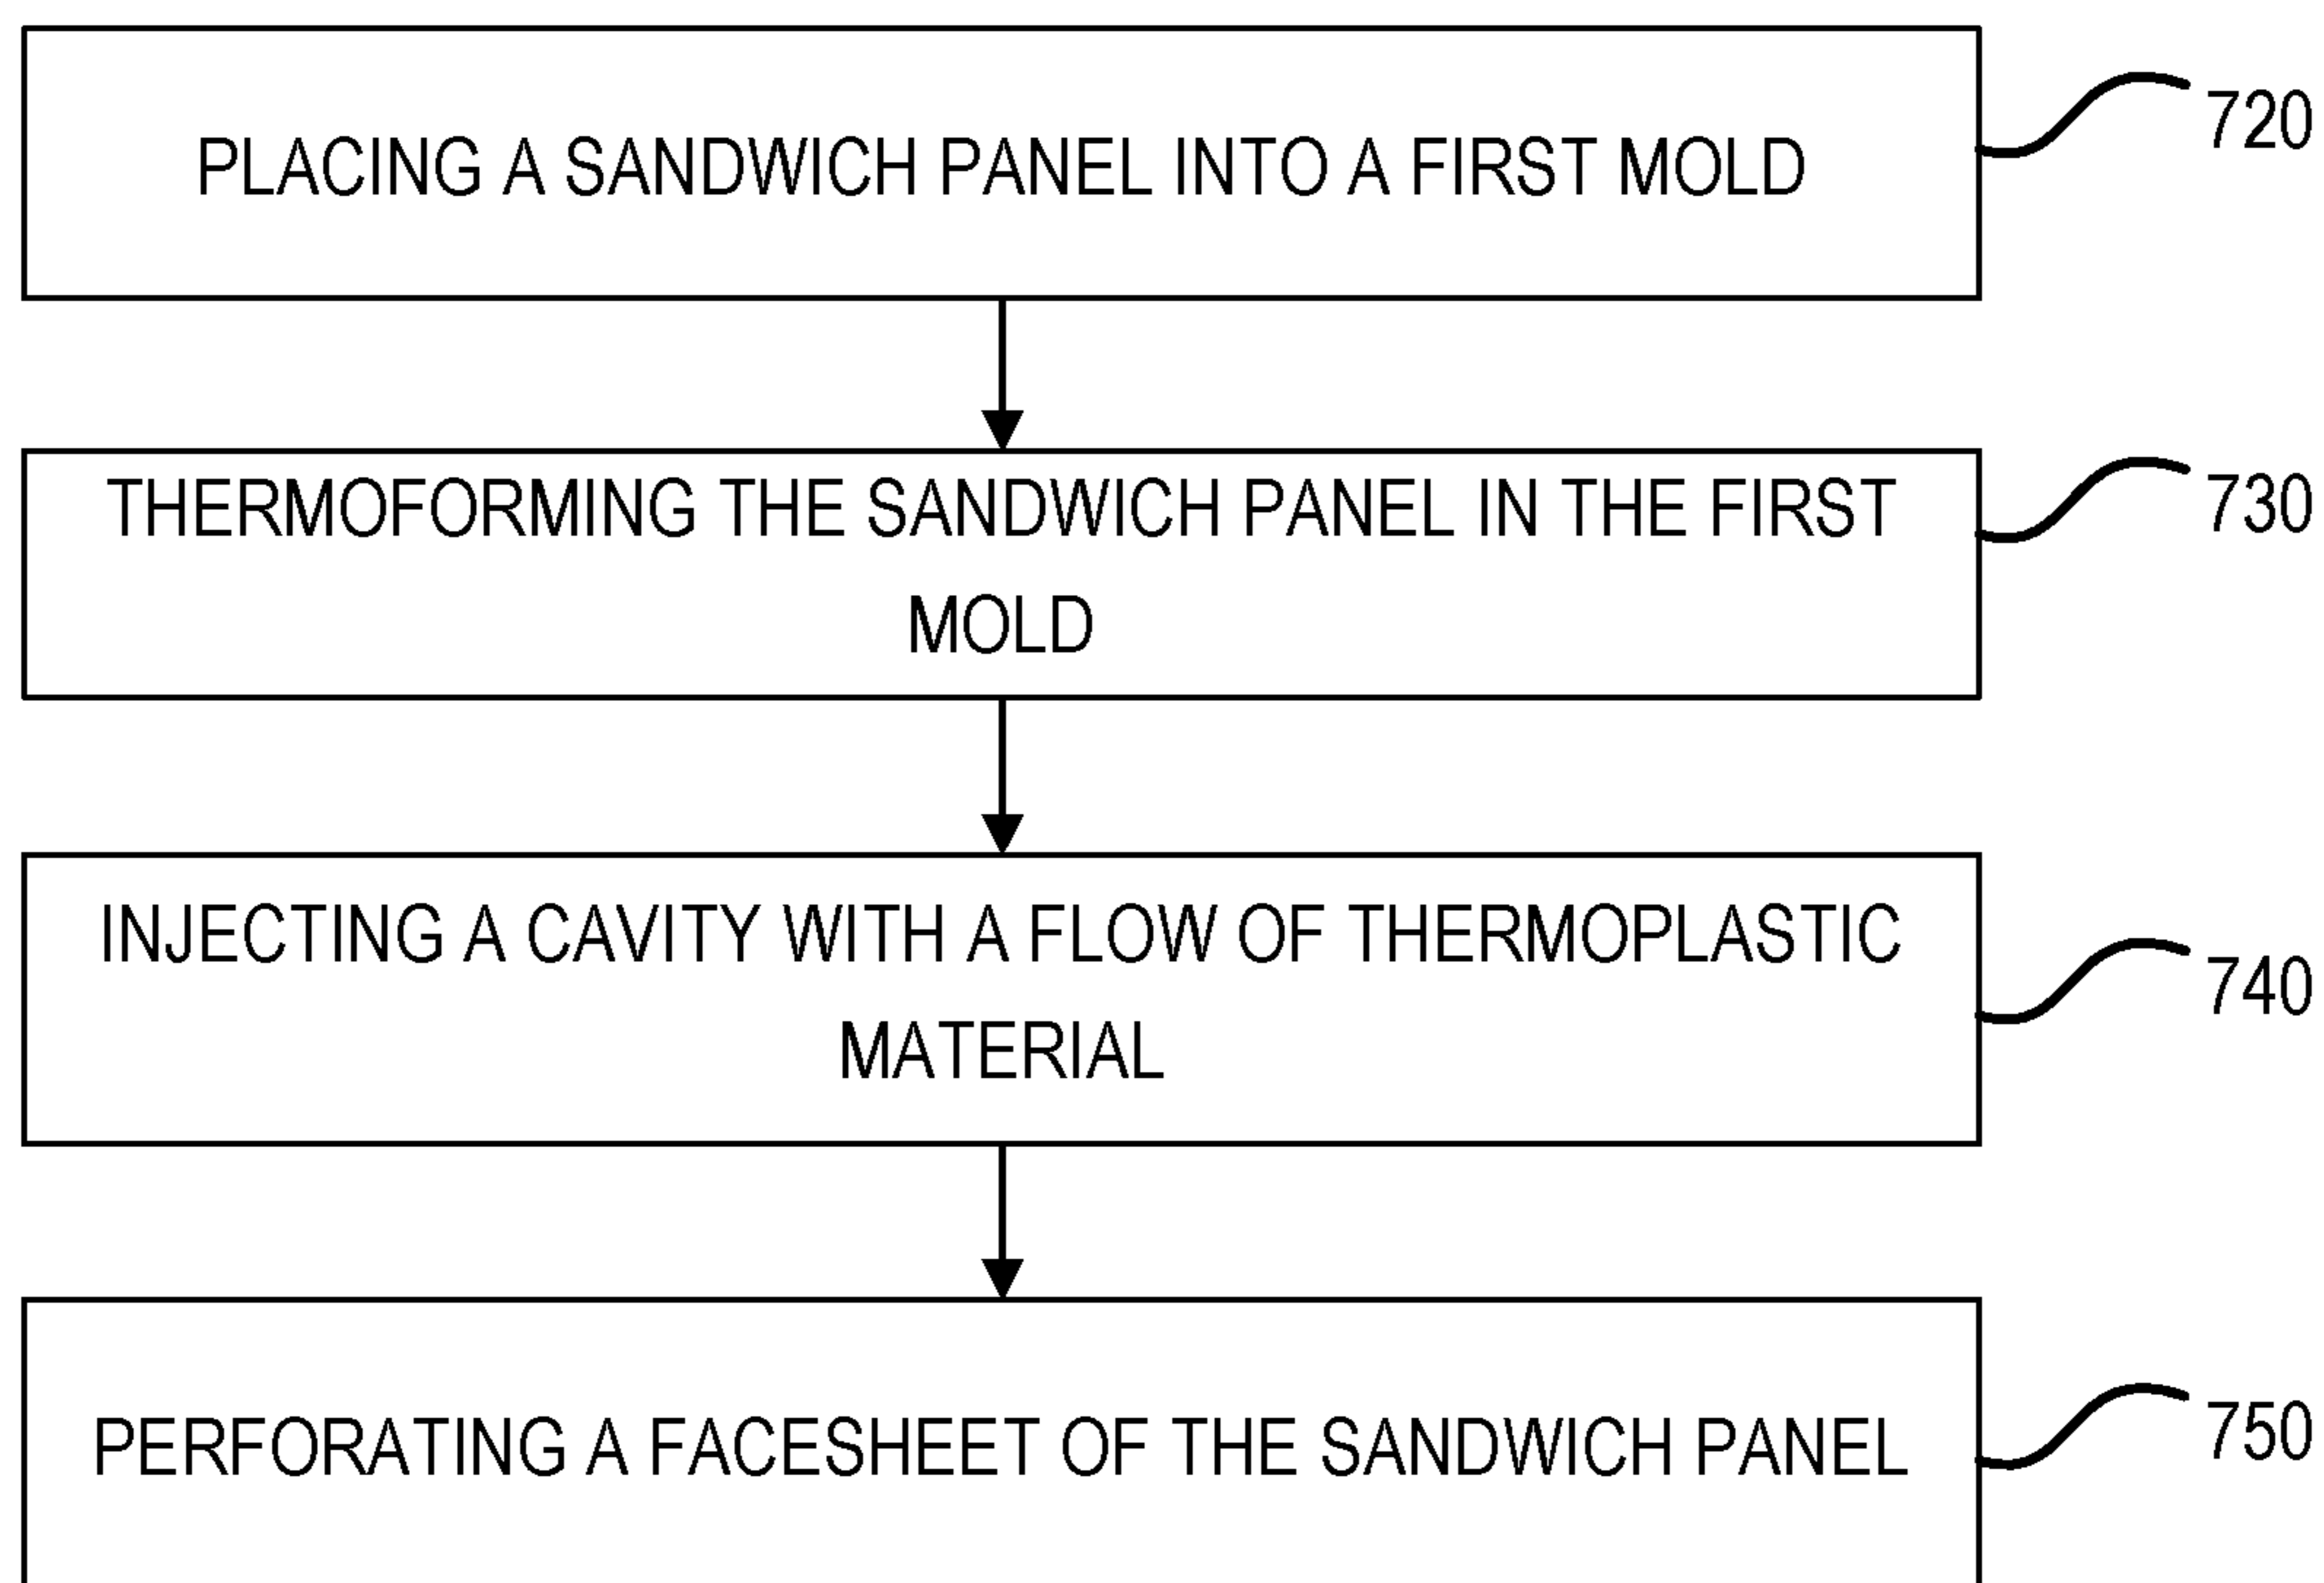 PLACING A SANDWICH PANEL INTO A FIRST MOLD
720
THERMOFORMING THE SANDWICH PANEL IN THE FIRST
MOLD
730
INJECTING A CAVITY WITH A FLOW OF THERMOPLASTIC
MATERIAL
740
PERFORATING A FACESHEET OF THE SANDWICH PANEL
750